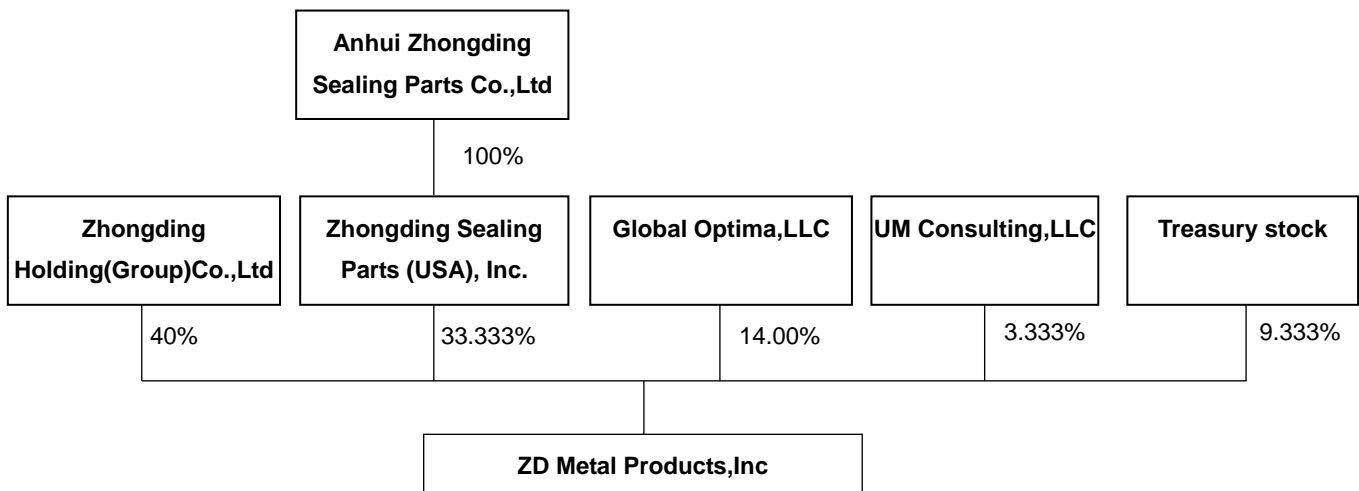 Anhui Zhongding
Sealing Parts Co.,Ltd
100%
Zhongding
Holding(Group)Co.,Ltd
Zhongding Sealing
Parts (USA), Inc.
Global Optima,LLC
UM Consulting,LLC
Treasury stock
40%
33.333%
14.00%
3.333%
9.333%
ZD Metal Products,Inc